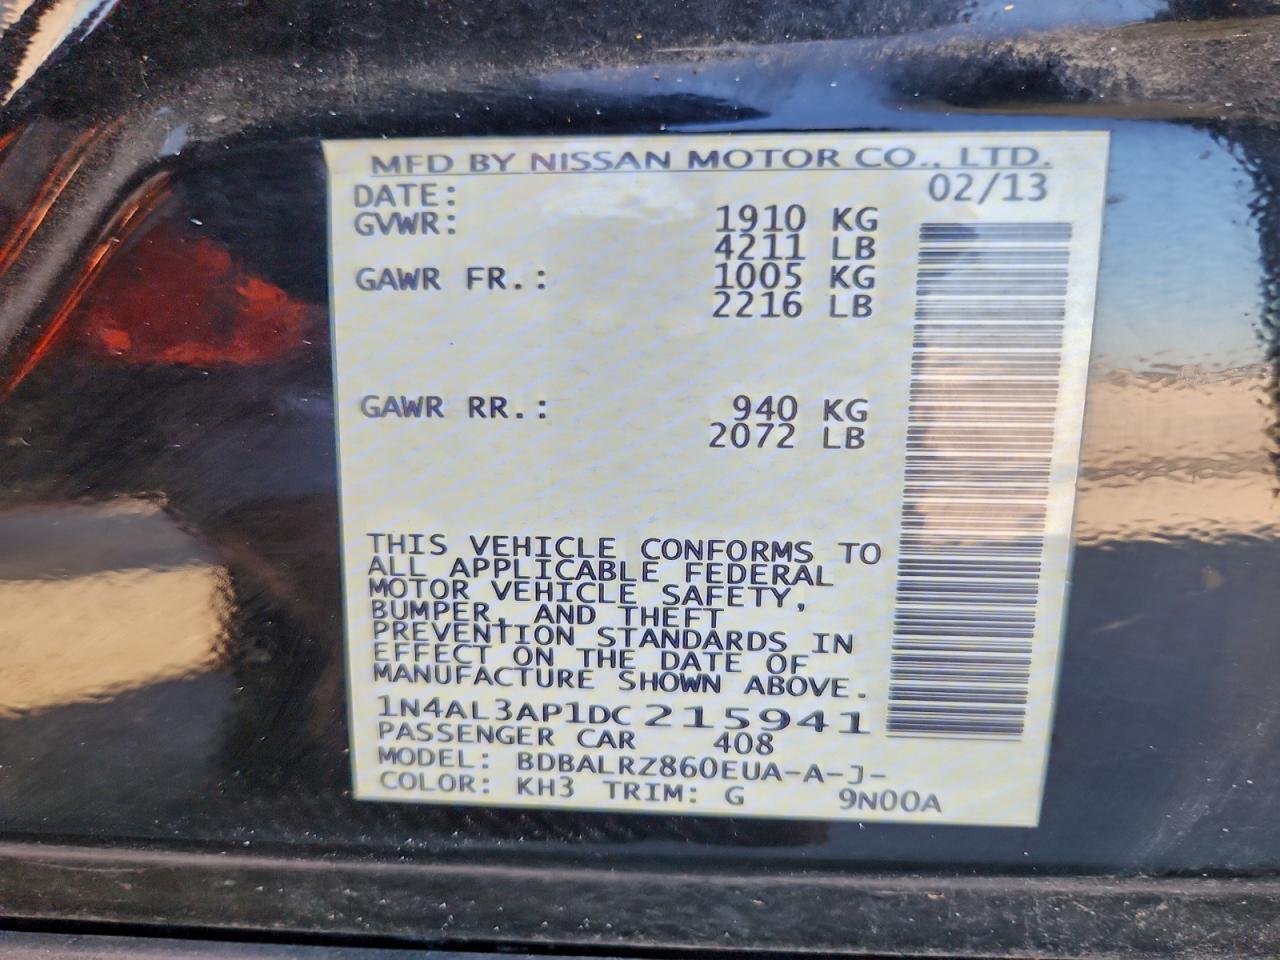 MFD BY NISSAN MOTOR CO., LTD.
DATE: 02/13
GVWR: 1910 KG
4211 LB
GAWR FR.: 1005 KG
2216 LB
GAWR RR.: 940 KG
2072 LB
THIS VEHICLE CONFORMS TO
ALL APPLICABLE FEDERAL
MOTOR VEHICLE SAFETY,
BUMPER, AND THEFT
PREVENTION STANDARDS IN
EFFECT ON THE DATE OF
MANUFACTURE SHOWN ABOVE.
1N4AL3AP1DC215941
PASSENGER CAR 408
MODEL: BDBALRZ860EUA-A-J-
COLOR: KH3 TRIM: G 9N00A